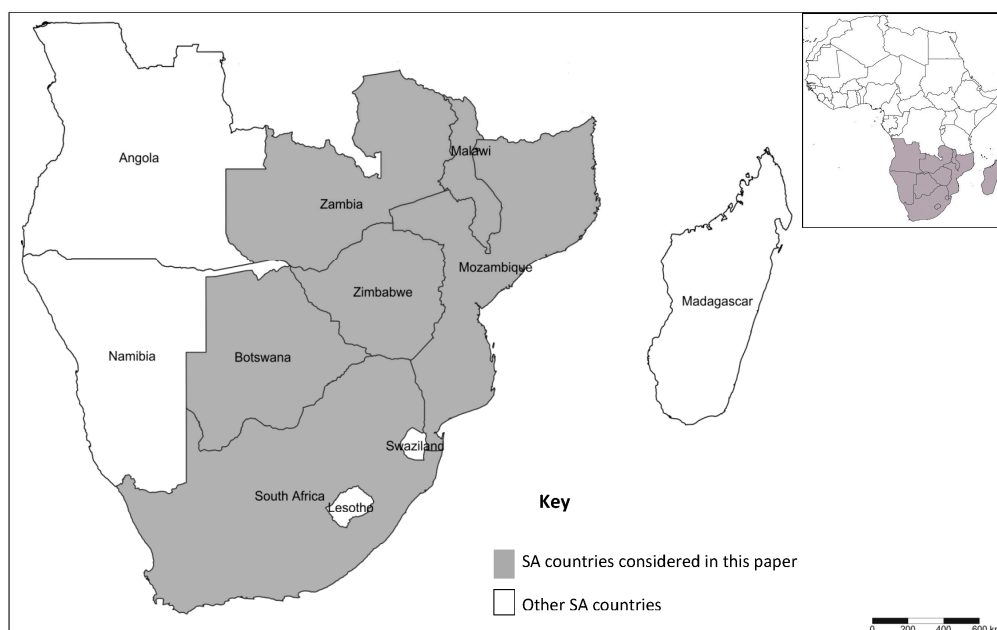 Angola
Malawi
Zambia
Mozambique
Zimbabwe
Madagascar
Namibia
Botswana
Swaziland
South Africa
Lesotho
Key
SA countries considered in this paper
Other SA countries
0 200 400 600